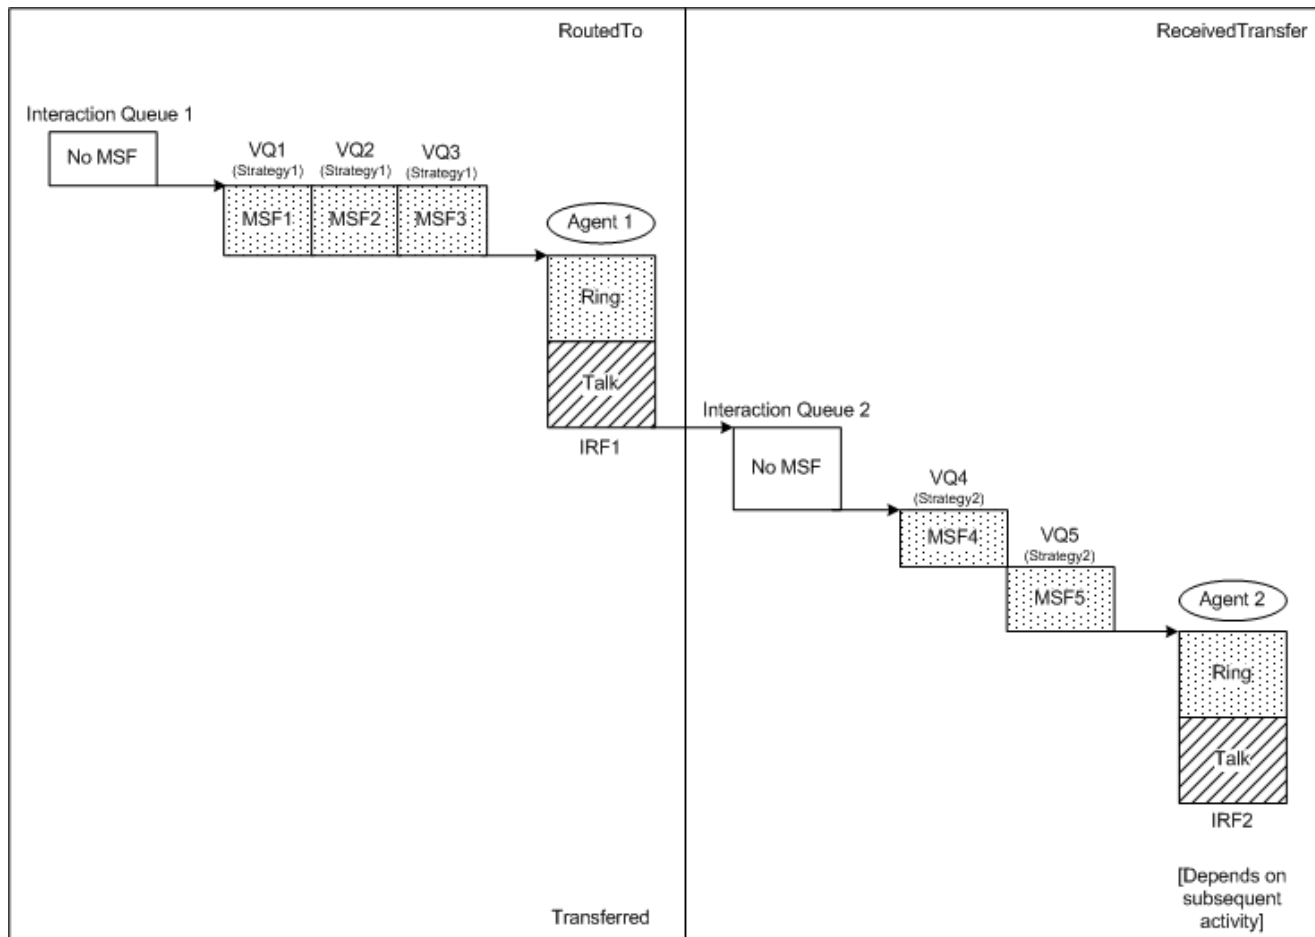 RoutedTo
ReceivedTransfer
Interaction Queue 1
No MSF
VQ1
(Strategy1)
VQ2
(Strategy1)
VQ3
(Strategy1)
MSF1
MSF2
MSF3
Agent 1
Ring
Talk
IRF1
Interaction Queue 2
No MSF
VQ4
(Strategy2)
MSF4
VQ5
(Strategy2)
MSF5
Agent 2
Ring
Talk
IRF2
[Depends on
subsequent
activity]
Transferred